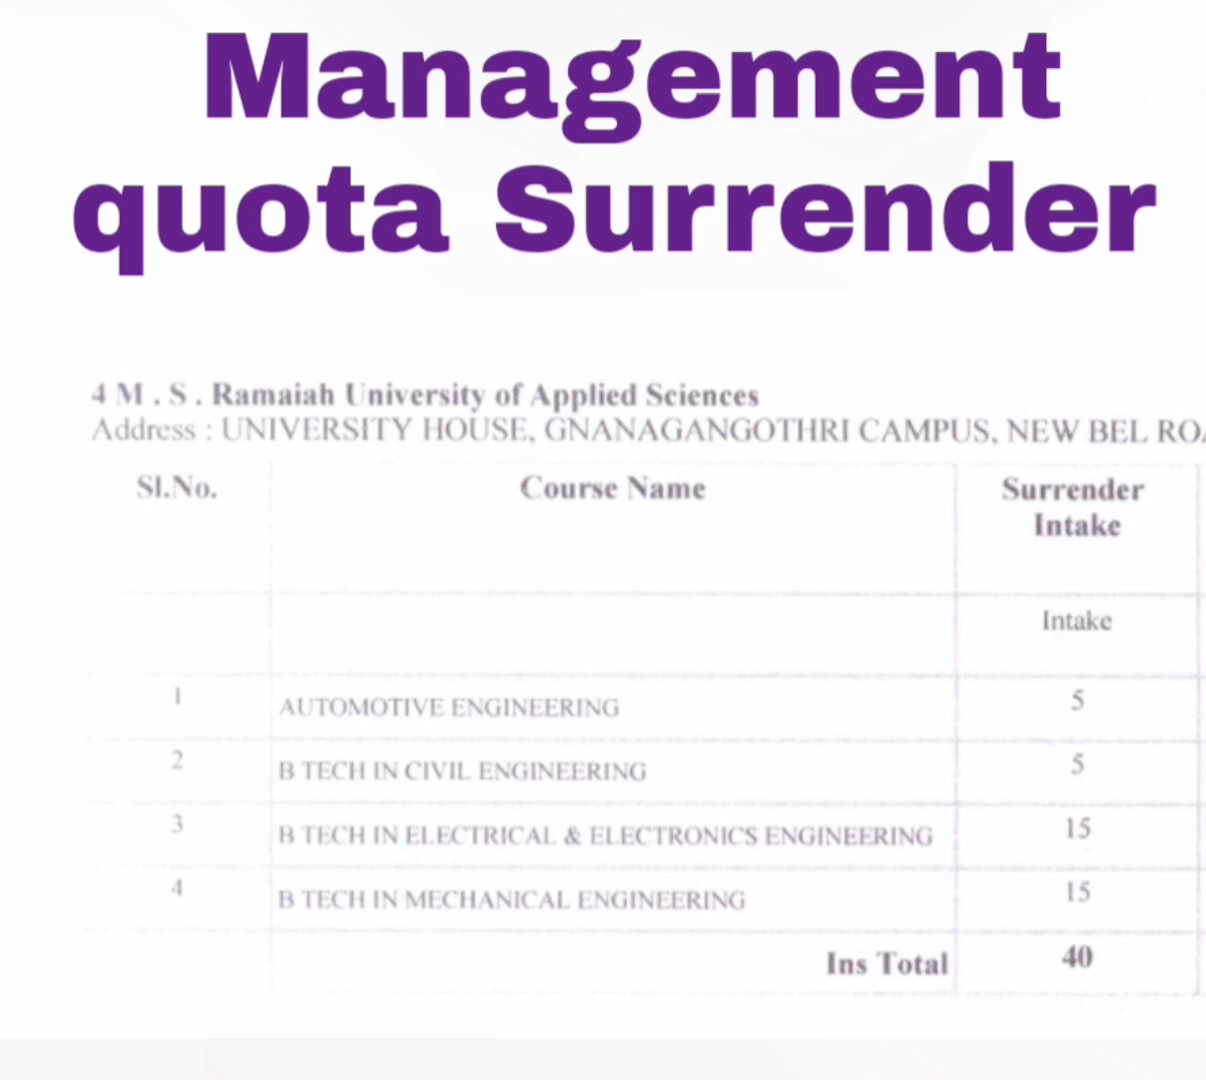 Management
quota Surrender
4 M . S . Ramaiah University of Applied Sciences
Address : UNIVERSITY HOUSE, GNANAGANGOTHRI CAMPUS, NEW BEL
Sl.No. Course Name Surrender
Intake
Intake
1 AUTOMOTIVE ENGINEERING 5
2 B TECH IN CIVIL ENGINEERING 5
3 B TECH IN ELECTRICAL & ELECTRONICS ENGINEERING 15
4 B TECH IN MECHANICAL ENGINEERING 15
Ins Total 40